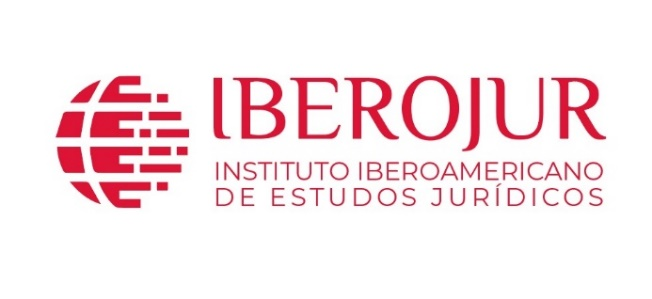 IBEROJUR
INSTITUTO IBEROAMERICANO
DE ESTUDOS JURÍDICOS